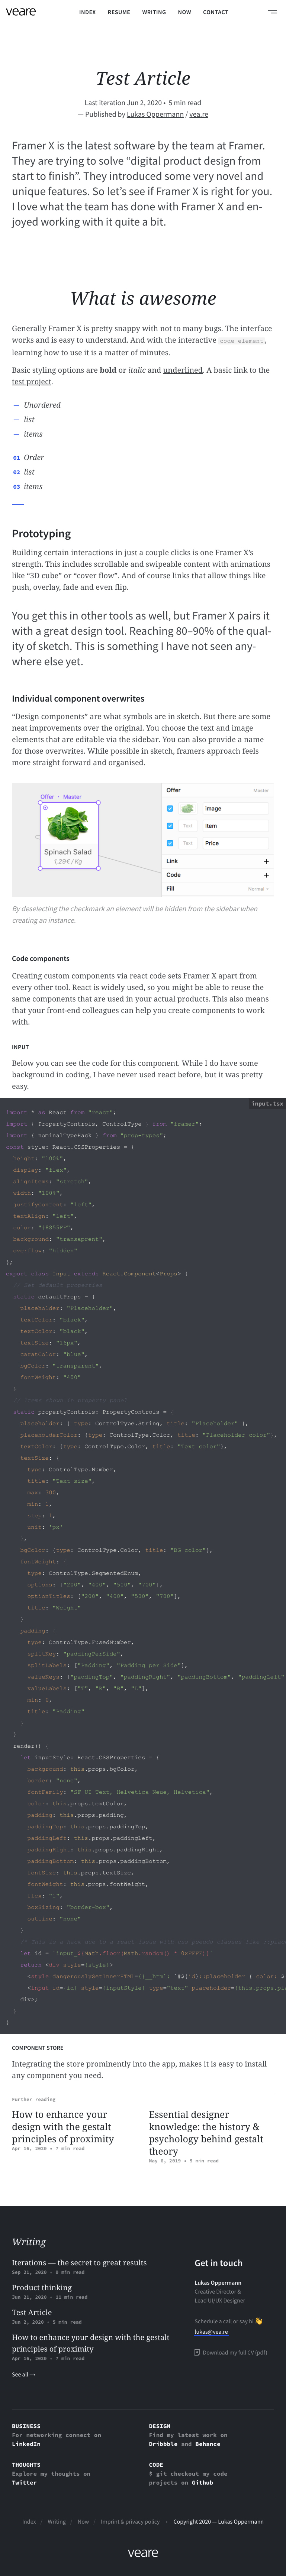 veare
INDEX
RESUME
WRITING
NOW
CONTACT
Test Article
Last iteration Jun 2, 2020 • 5 min read
— Published by Lukas Oppermann / vea.re
Framer X is the latest software by the team at Framer.
They are trying to solve “digital product design from
start to finish”. They introduced some very novel and
unique features. So let’s see if Framer X is right for you.
I love what the team has done with Framer X and en-
joyed working with it quite a bit.
What is awesome
Generally Framer X is pretty snappy with not to many bugs. The interface
works and is easy to understand. And with the interactive code element,
learning how to use it is a matter of minutes.
Basic styling options are bold or italic and underlined. A basic link to the
test project.
— Unordered
— list
— items
01 Order
02 list
03 items
Prototyping
Building certain interactions in just a couple clicks is Framer X’s
strength. This includes scrollable and swipeable content with animations
like “3D cube” or “cover flow”. And of course links that allow things like
push, overlay, fade and even flip.
You get this in other tools as well, but Framer X pairs it
with a great design tool. Reaching 80–90% of the qual-
ity of sketch. This is something I have not seen any-
where else yet.
Individual component overwrites
“Design components” are what symbols are in sketch. But there are some
neat improvements over the original. You choose the text and image
elements that are editable via the sidebar. You can also provide a name
for those overwrites. While possible in sketch, framers approach feels
more straight forward and organised.
Offer · Master
Spinach Salad
1,29€ / Kg
Offer
Master
image
Text
Item
Text
Price
Link
Code
Fill
Normal
By deselecting the checkmark an element will be hidden from the sidebar when
creating an instance.
Code components
Creating custom components via react code sets Framer X apart from
every other tool. React is widely used, so you might be able to reuse the
same components that are used in your actual products. This also means
that your front-end colleagues can help you create components to work
with.
INPUT
Below you can see the code for this component. While I do have some
background in coding, I have never used react before, but it was pretty
easy.
input.tsx
import * as React from "react";
import { PropertyControls, ControlType } from "framer";
import { nominalTypeHack } from "prop-types";
const style: React.CSSProperties = {
height: "100%",
display: "flex",
alignItems: "stretch",
width: "100%",
justifyContent: "left",
textAlign: "left",
color: "#8855FF",
background: "transaprent",
overflow: "hidden"
};
export class Input extends React.Component<Props> {
static defaultProps = {
placeholder: "Placeholder",
textColor: "black",
textColor: "black",
textSize: "16px",
caretColor: "blue",
bgColor: "transparent",
fontWeight: "400"
}
static propertyControls: PropertyControls = {
placeholder: { type: ControlType.String, title: "Placeholder" },
placeholderColor: {type: ControlType.Color, title: "Placeholder color"},
textColor: {type: ControlType.Color, title: "Text color"},
textSize: {
type: ControlType.Number,
title: "Text size",
max: 300,
min: 1,
step: 1,
unit: 'px'
},
bgColor: {type: ControlType.Color, title: "BG color"},
fontWeight: {
type: ControlType.SegmentedEnum,
options: ["200", "400", "500", "700"],
optionTitles: ["200", "400", "500", "700"],
title: "Weight"
}
padding: {
type: ControlType.FusedNumber,
splitKey: "paddingPerSide",
splitLabels: ["Padding", "Padding per Side"],
valueKeys: ["paddingTop", "paddingRight", "paddingBottom", "paddingLeft"
valueLabels: ["T", "R", "B", "L"],
min: 0,
title: "Padding"
}
}
render() {
let inputStyle: React.CSSProperties = {
background: this.props.bgColor,
border: "none",
fontFamily: "SF UI Text, Helvetica Neue, Helvetica",
color: this.props.textColor,
padding: this.props.padding,
paddingTop: this.props.paddingTop,
paddingLeft: this.props.paddingLeft,
paddingRight: this.props.paddingRight,
paddingBottom: this.props.paddingBottom,
fontSize: this.props.textSize,
fontWeight: this.props.fontWeight,
flex: "1",
boxSizing: "border-box",
outline: "none"
}
let id = `input_${Math.floor(Math.random() * 0xFFFF)}`
return <div style={style}>
<style dangerouslySetInnerHTML={{__html: `#${id}::placeholder { color: $
<input id={id} style={inputStyle} type="text" placeholder={this.props.pl
div>;
}
}
COMPONENT STORE
Integrating the store prominently into the app, makes it is easy to install
any component you need.
Further reading
How to enhance your
design with the gestalt
principles of proximity
Apr 16, 2020 • 7 min read
Essential designer
knowledge: the history &
psychology behind gestalt
theory
May 6, 2019 • 5 min read
Writing
Iterations — the secret to great results
Sep 21, 2020 · 9 min read
Product thinking
Jun 21, 2020 · 11 min read
Test Article
Jun 2, 2020 · 5 min read
How to enhance your design with the gestalt
principles of proximity
Apr 16, 2020 · 7 min read
See all →
Get in touch
Lukas Oppermann
Creative Director &
Lead UI/UX Designer
Schedule a call or say hi 👋
lukas@vea.re
Download my full CV (pdf)
BUSINESS
For networking connect on
LinkedIn
DESIGN
Find my latest work on
Dribbble and Behance
THOUGHTS
Explore my thoughts on
Twitter
CODE
$ git checkout my code
projects on Github
Index / Writing / Now / Imprint & privacy policy • Copyright 2020 — Lukas Oppermann
veare